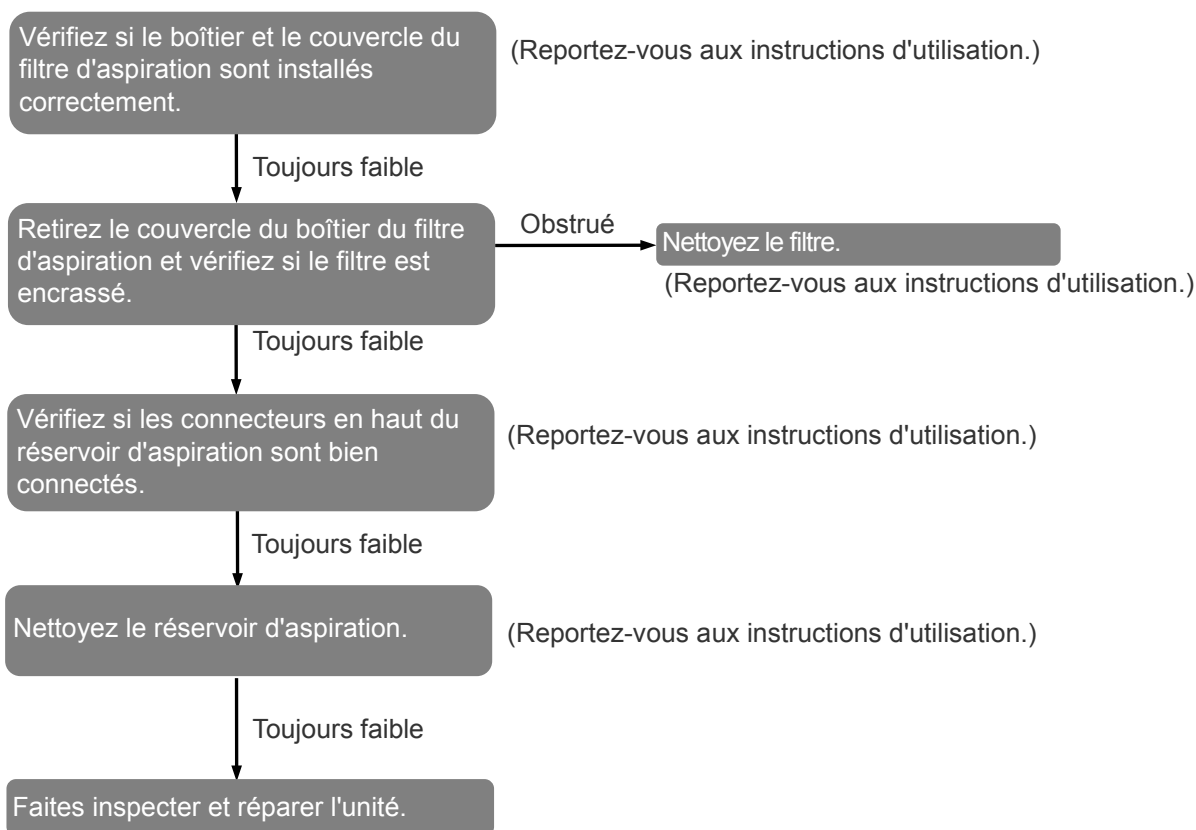 Vérifiez si le boîtier et le couvercle du
filtre d'aspiration sont installés
correctement.
(Reportez-vous aux instructions d'utilisation.)
Toujours faible
Retirez le couvercle du boîtier du filtre
d'aspiration et vérifiez si le filtre est
encrassé.
Obstrué
Nettoyez le filtre.
(Reportez-vous aux instructions d'utilisation.)
Toujours faible
Vérifiez si les connecteurs en haut du
réservoir d'aspiration sont bien
connectés.
(Reportez-vous aux instructions d'utilisation.)
Toujours faible
Nettoyez le réservoir d'aspiration.
(Reportez-vous aux instructions d'utilisation.)
Toujours faible
Faites inspecter et réparer l'unité.